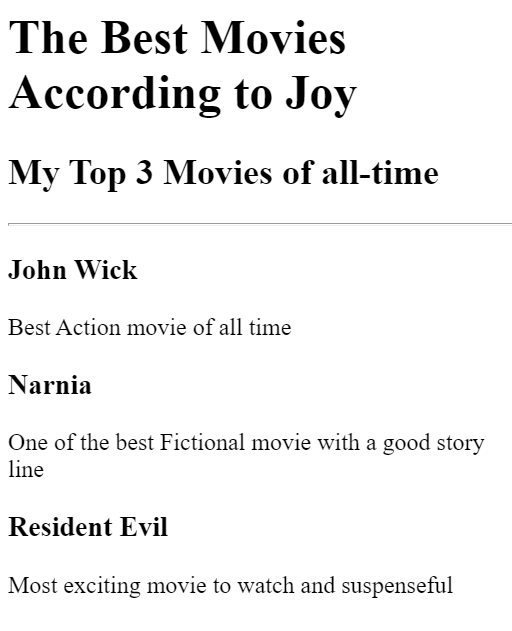 The Best Movies
According to Joy
My Top 3 Movies of all-time
John Wick
Best Action movie of all time
Narnia
One of the best Fictional movie with a good story
line
Resident Evil
Most exciting movie to watch and suspenseful